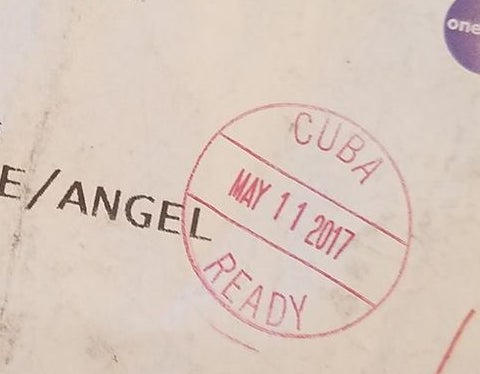 one
CUBA
MAY 11 2017
E/ANGEL
READY